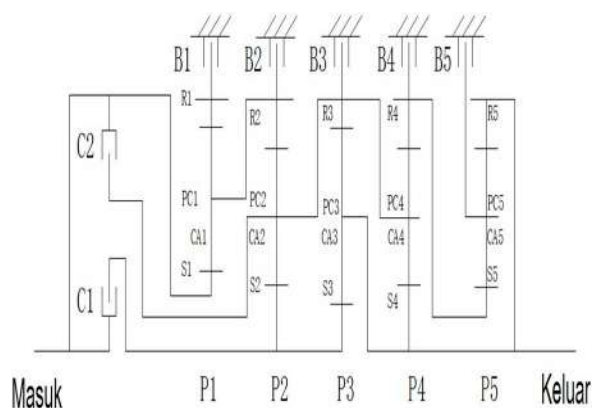 B1 B2 B3 B4 B5
R1 R2 R3 R4 R5
C2
PC1 PC2 PC3 PC4 PC5
CA1 CA2 CA3 CA4 CA5
S1 S2 S3 S4 S5
C1
Masuk P1 P2 P3 P4 P5 Keluar